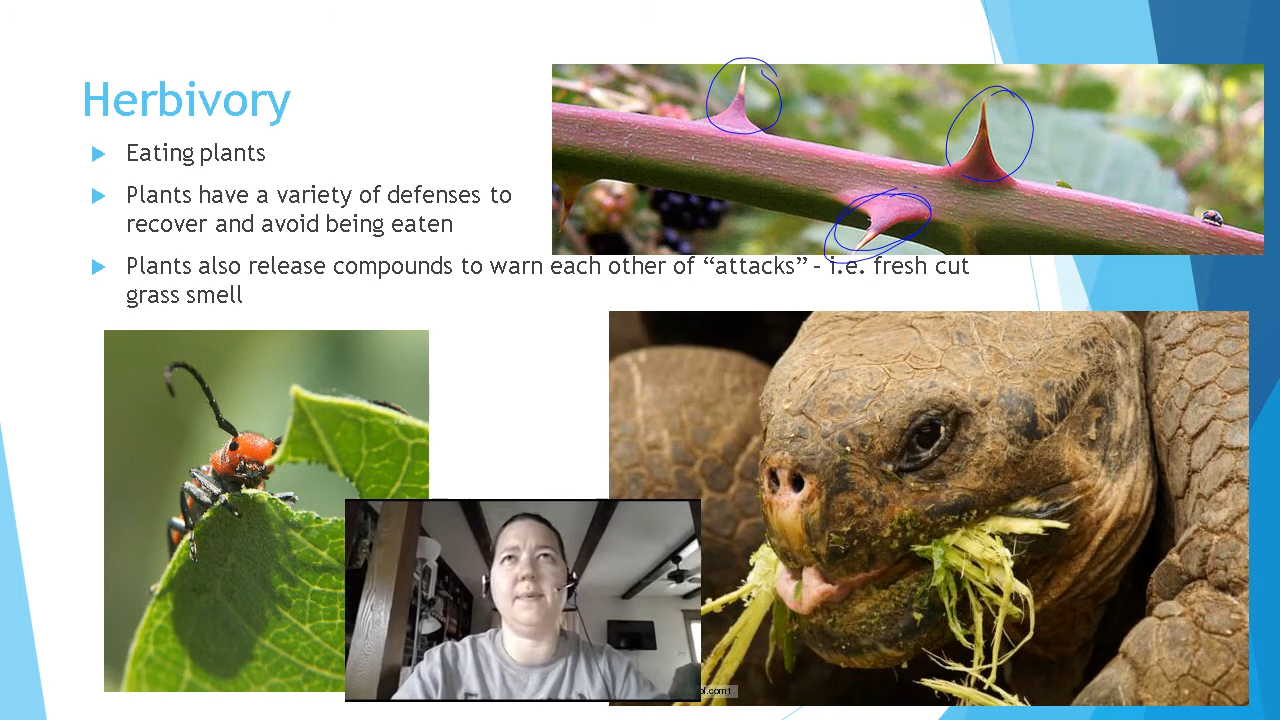 Herbivory
Eating plants
Plants have a variety of defenses to
recover and avoid being eaten
Plants also release compounds to warn each other of “attacks” – i.e. fresh cut
grass smell